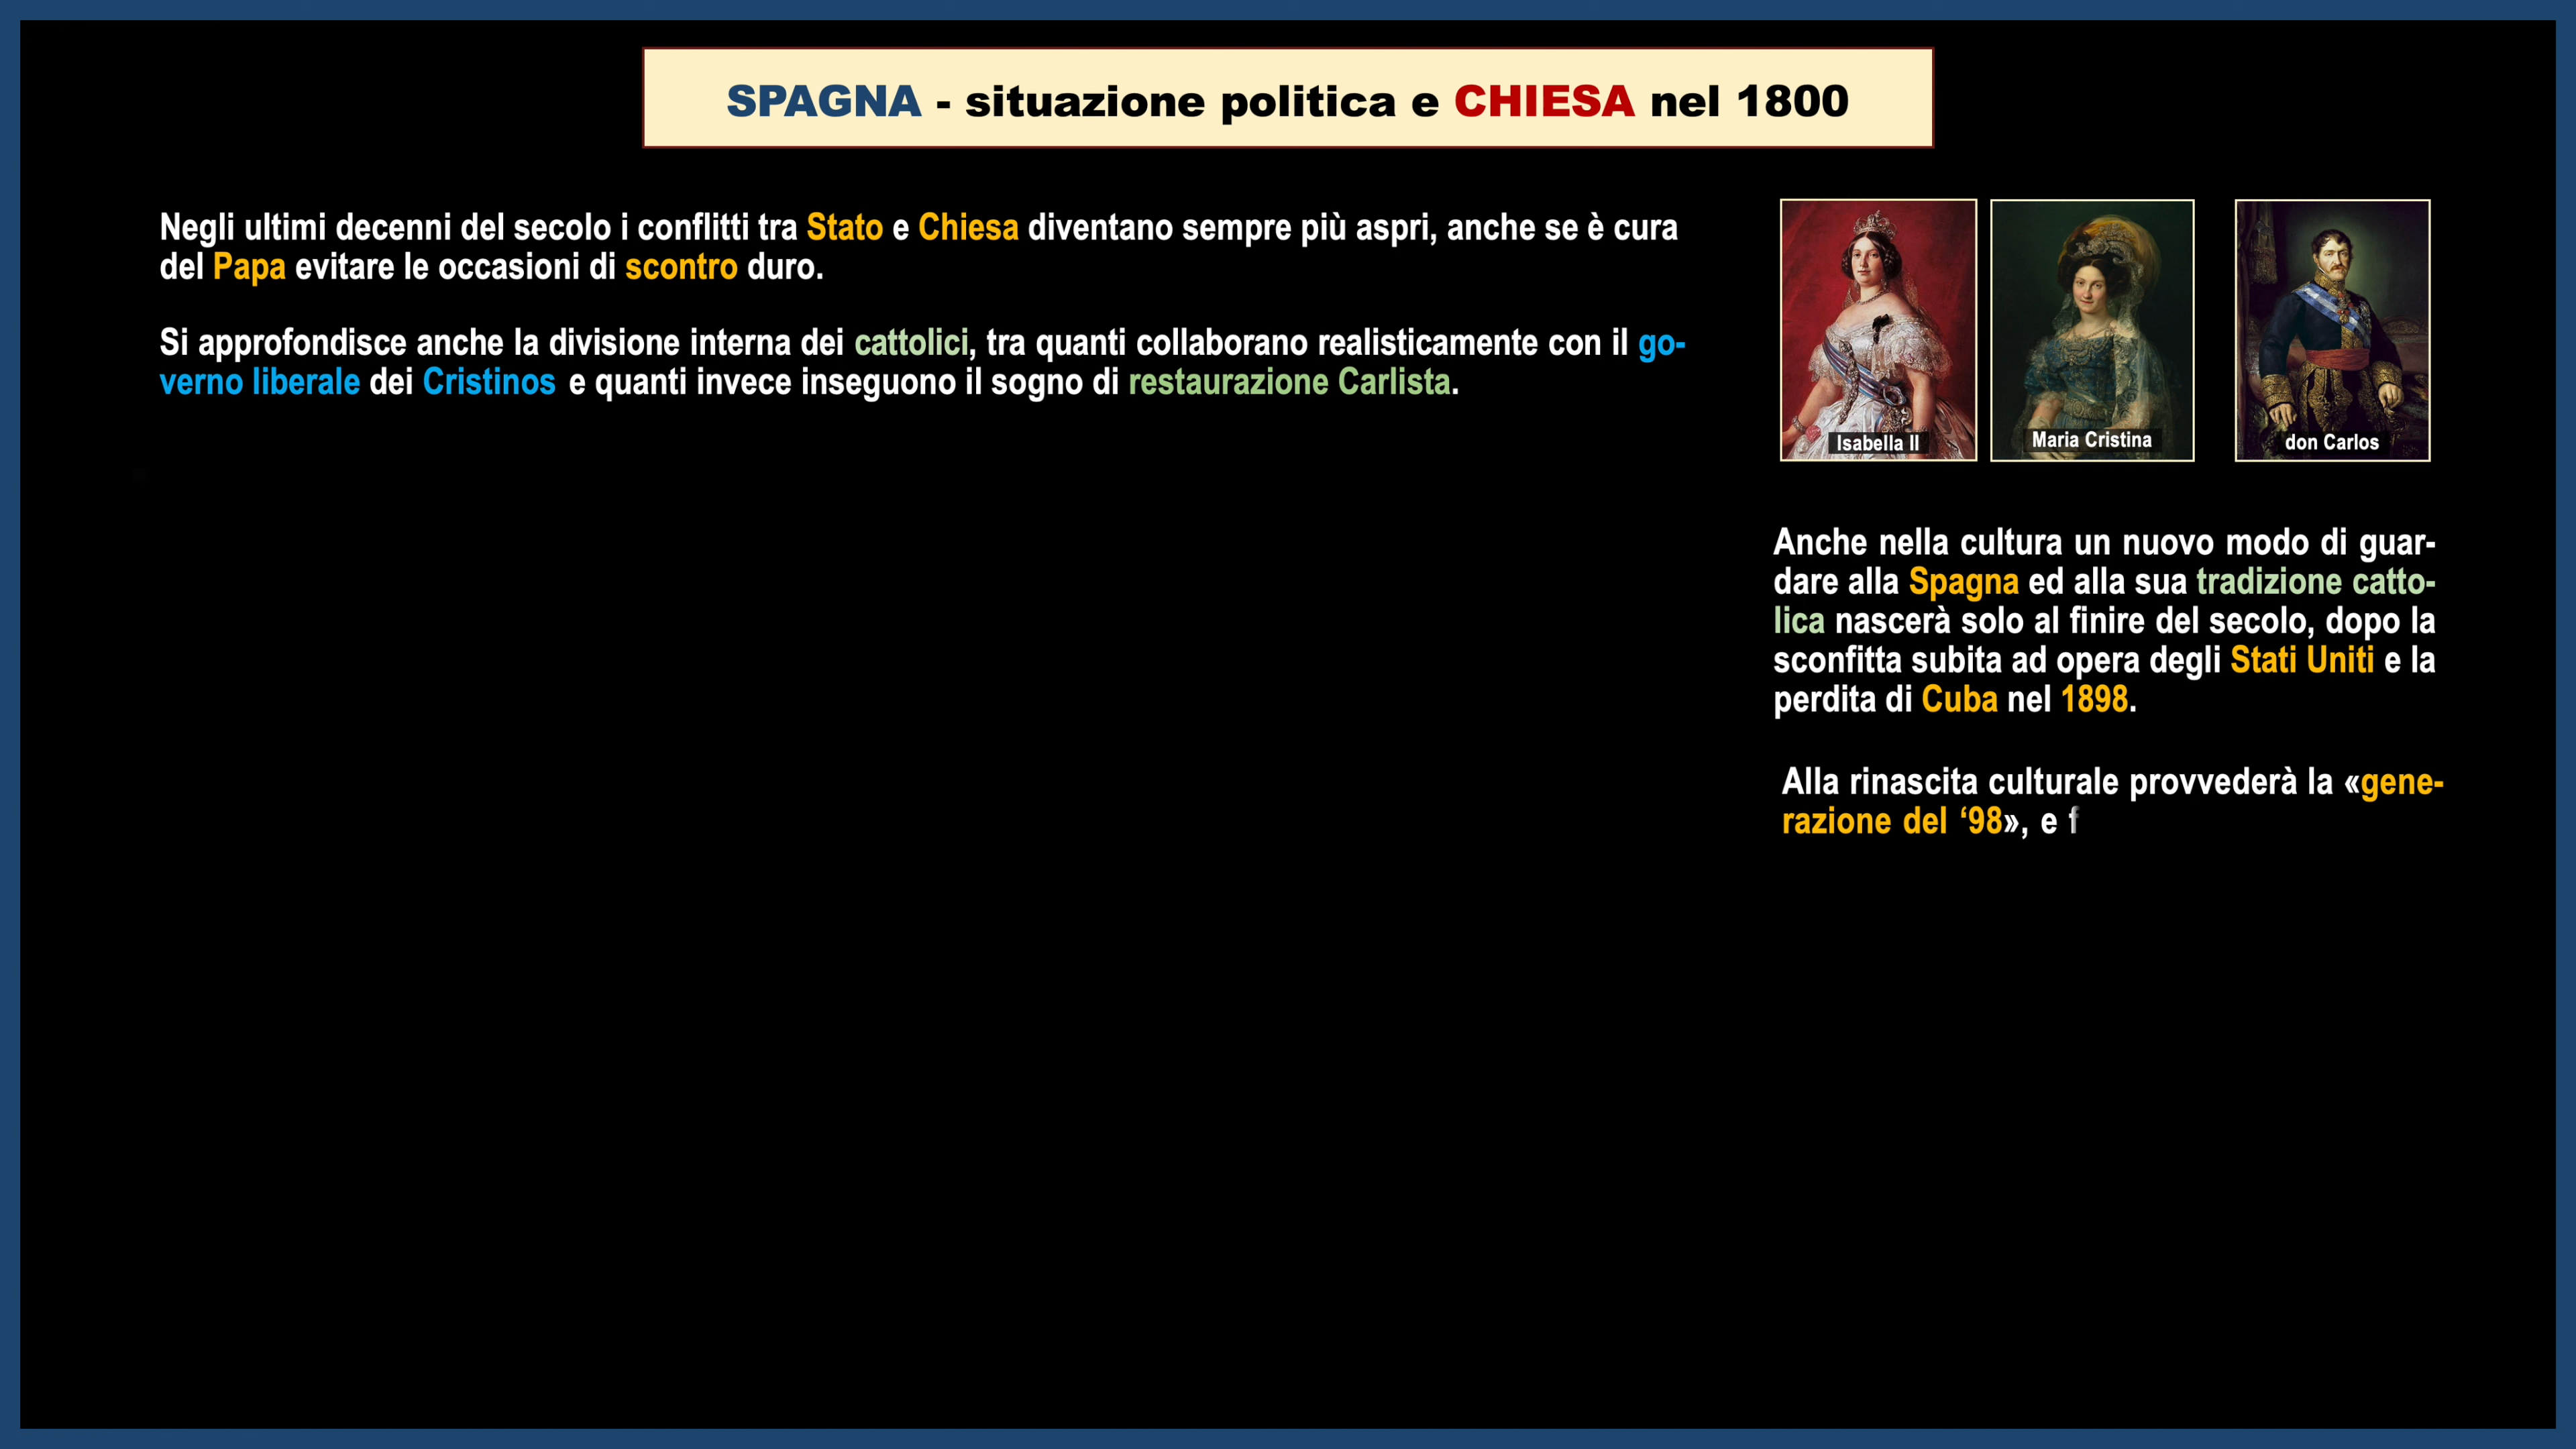 SPAGNA - situazione politica e CHIESA nel 1800
Negli ultimi decenni del secolo i conflitti tra Stato e Chiesa diventano sempre più aspri, anche se è cura
del Papa evitare le occasioni di scontro duro.
Si approfondisce anche la divisione interna dei cattolici, tra quanti collaborano realisticamente con il go-
verno liberale dei Cristinos e quanti invece inseguono il sogno di restaurazione Carlista.
Isabella II
Maria Cristina
don Carlos
Anche nella cultura un nuovo modo di guar-
dare alla Spagna ed alla sua tradizione catto-
lica nascerà solo al finire del secolo, dopo la
sconfitta subita ad opera degli Stati Uniti e la
perdita di Cuba nel 1898.
Alla rinascita culturale provvederà la «gene-
razione del ‘98», e f